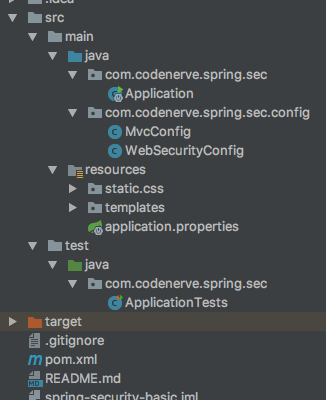 .idea
src
main
java
com.codenerve.spring.sec
Application
com.codenerve.spring.sec.config
MvcConfig
WebSecurityConfig
resources
static.css
templates
application.properties
test
java
com.codenerve.spring.sec
ApplicationTests
target
.gitignore
pom.xml
README.md
spring-security-basic.iml